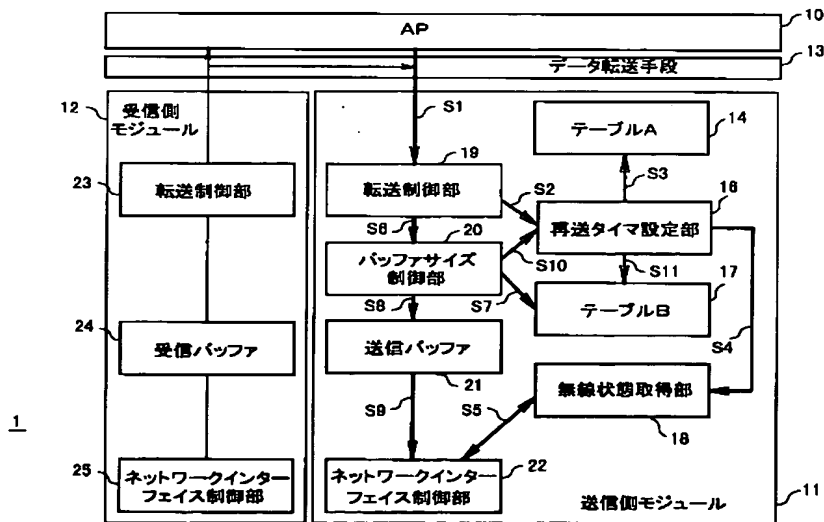 AP
10
データ転送手段
13
12
受信側
モジュール
S1
テーブルA
14
23
転送制御部
19
転送制御部
S2
S3
16
再送タイマ設定部
S6
20
バッファサイズ
制御部
S10
S11
S8
S7
17
テーブルB
S4
24
受信バッファ
送信バッファ
21
無線状態取得部
18
S9
S5
1
25
ネットワークインター
フェイス制御部
ネットワークインター
フェイス制御部
22
送信側モジュール
11